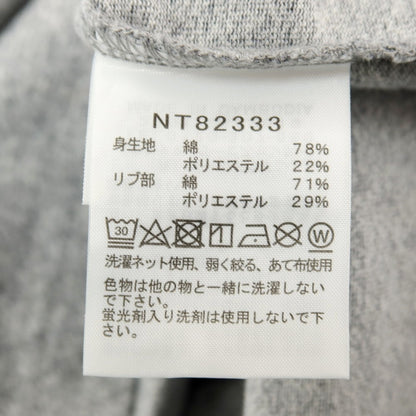 NT82333
身生地 綿 78%
ポリエステル 22%
リブ部 綿 71%
ポリエステル 29%
30 W
洗濯ネット使用、弱く絞る、あて布使用
色物は他の物と一緒に洗濯しない
で下さい。
蛍光剤入り洗剤は使用しないで下
さい。